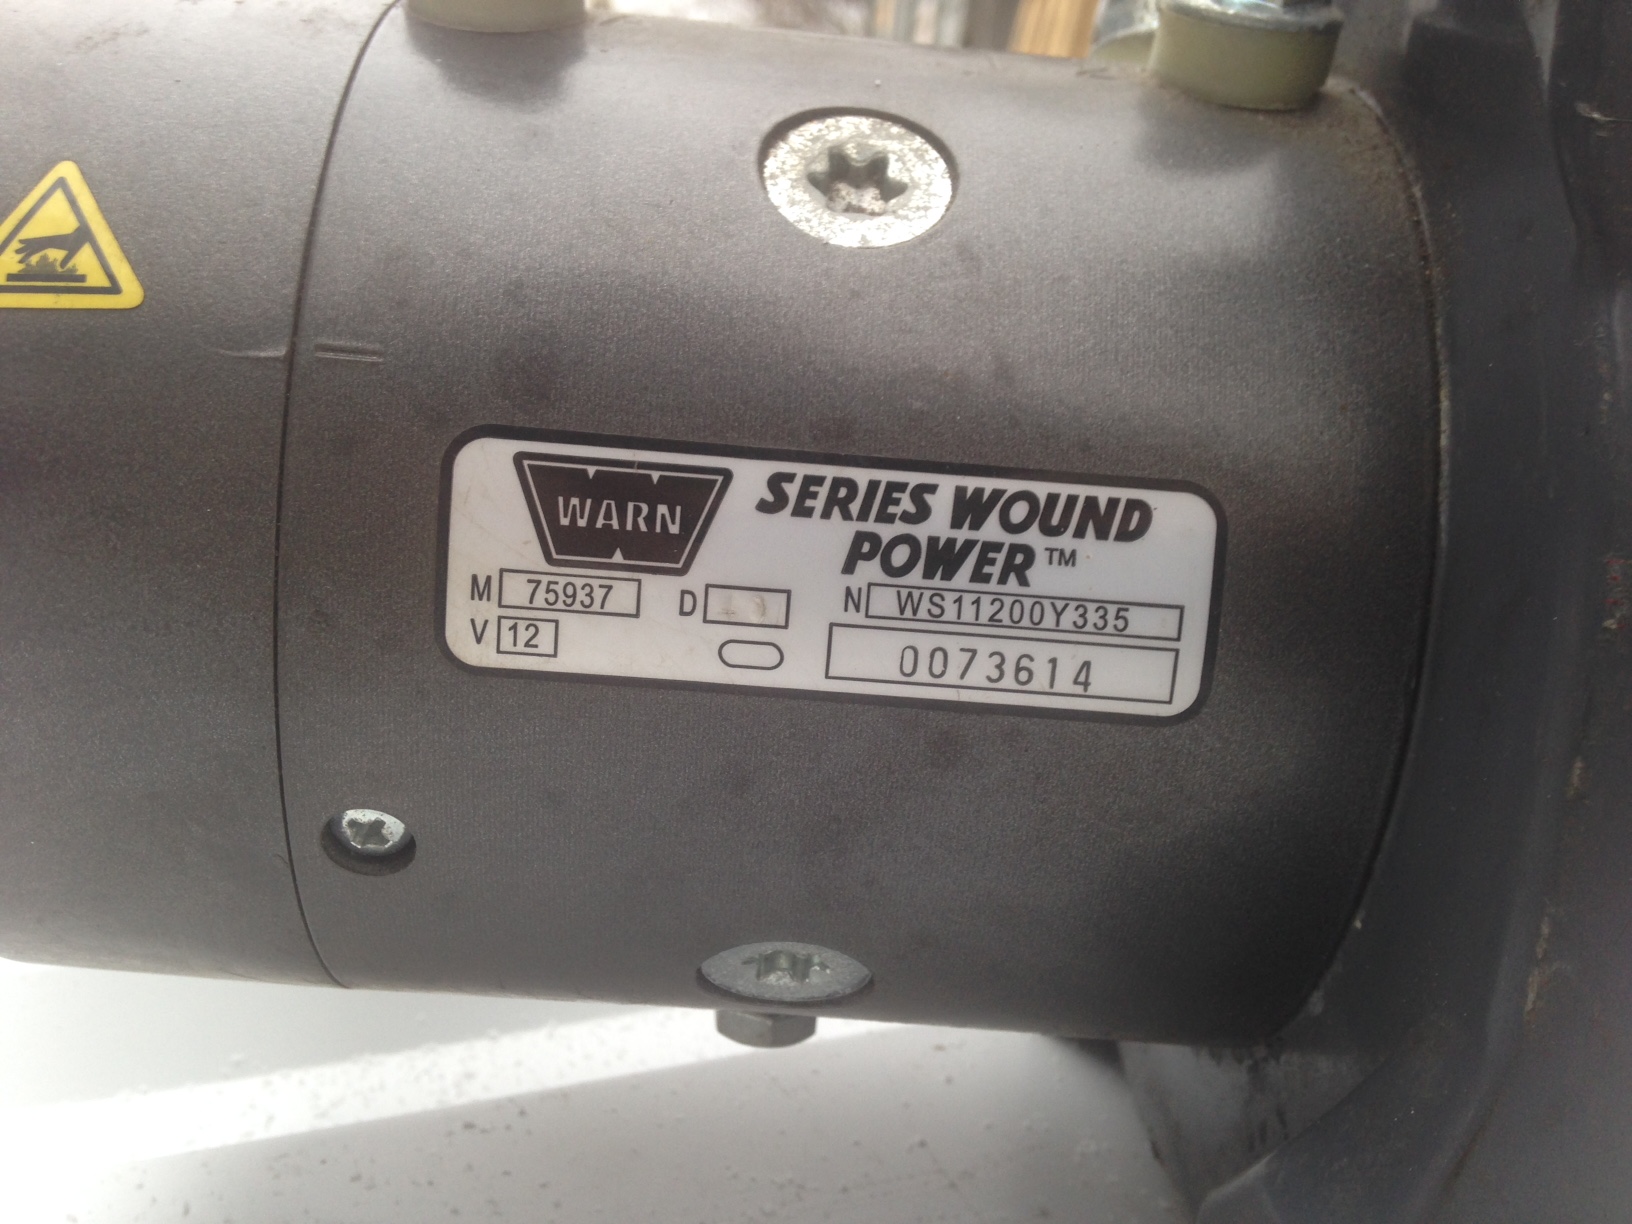 WARN
SERIES WOUND
POWER™
M 75937 D N WS11200Y335
V 12 0073614